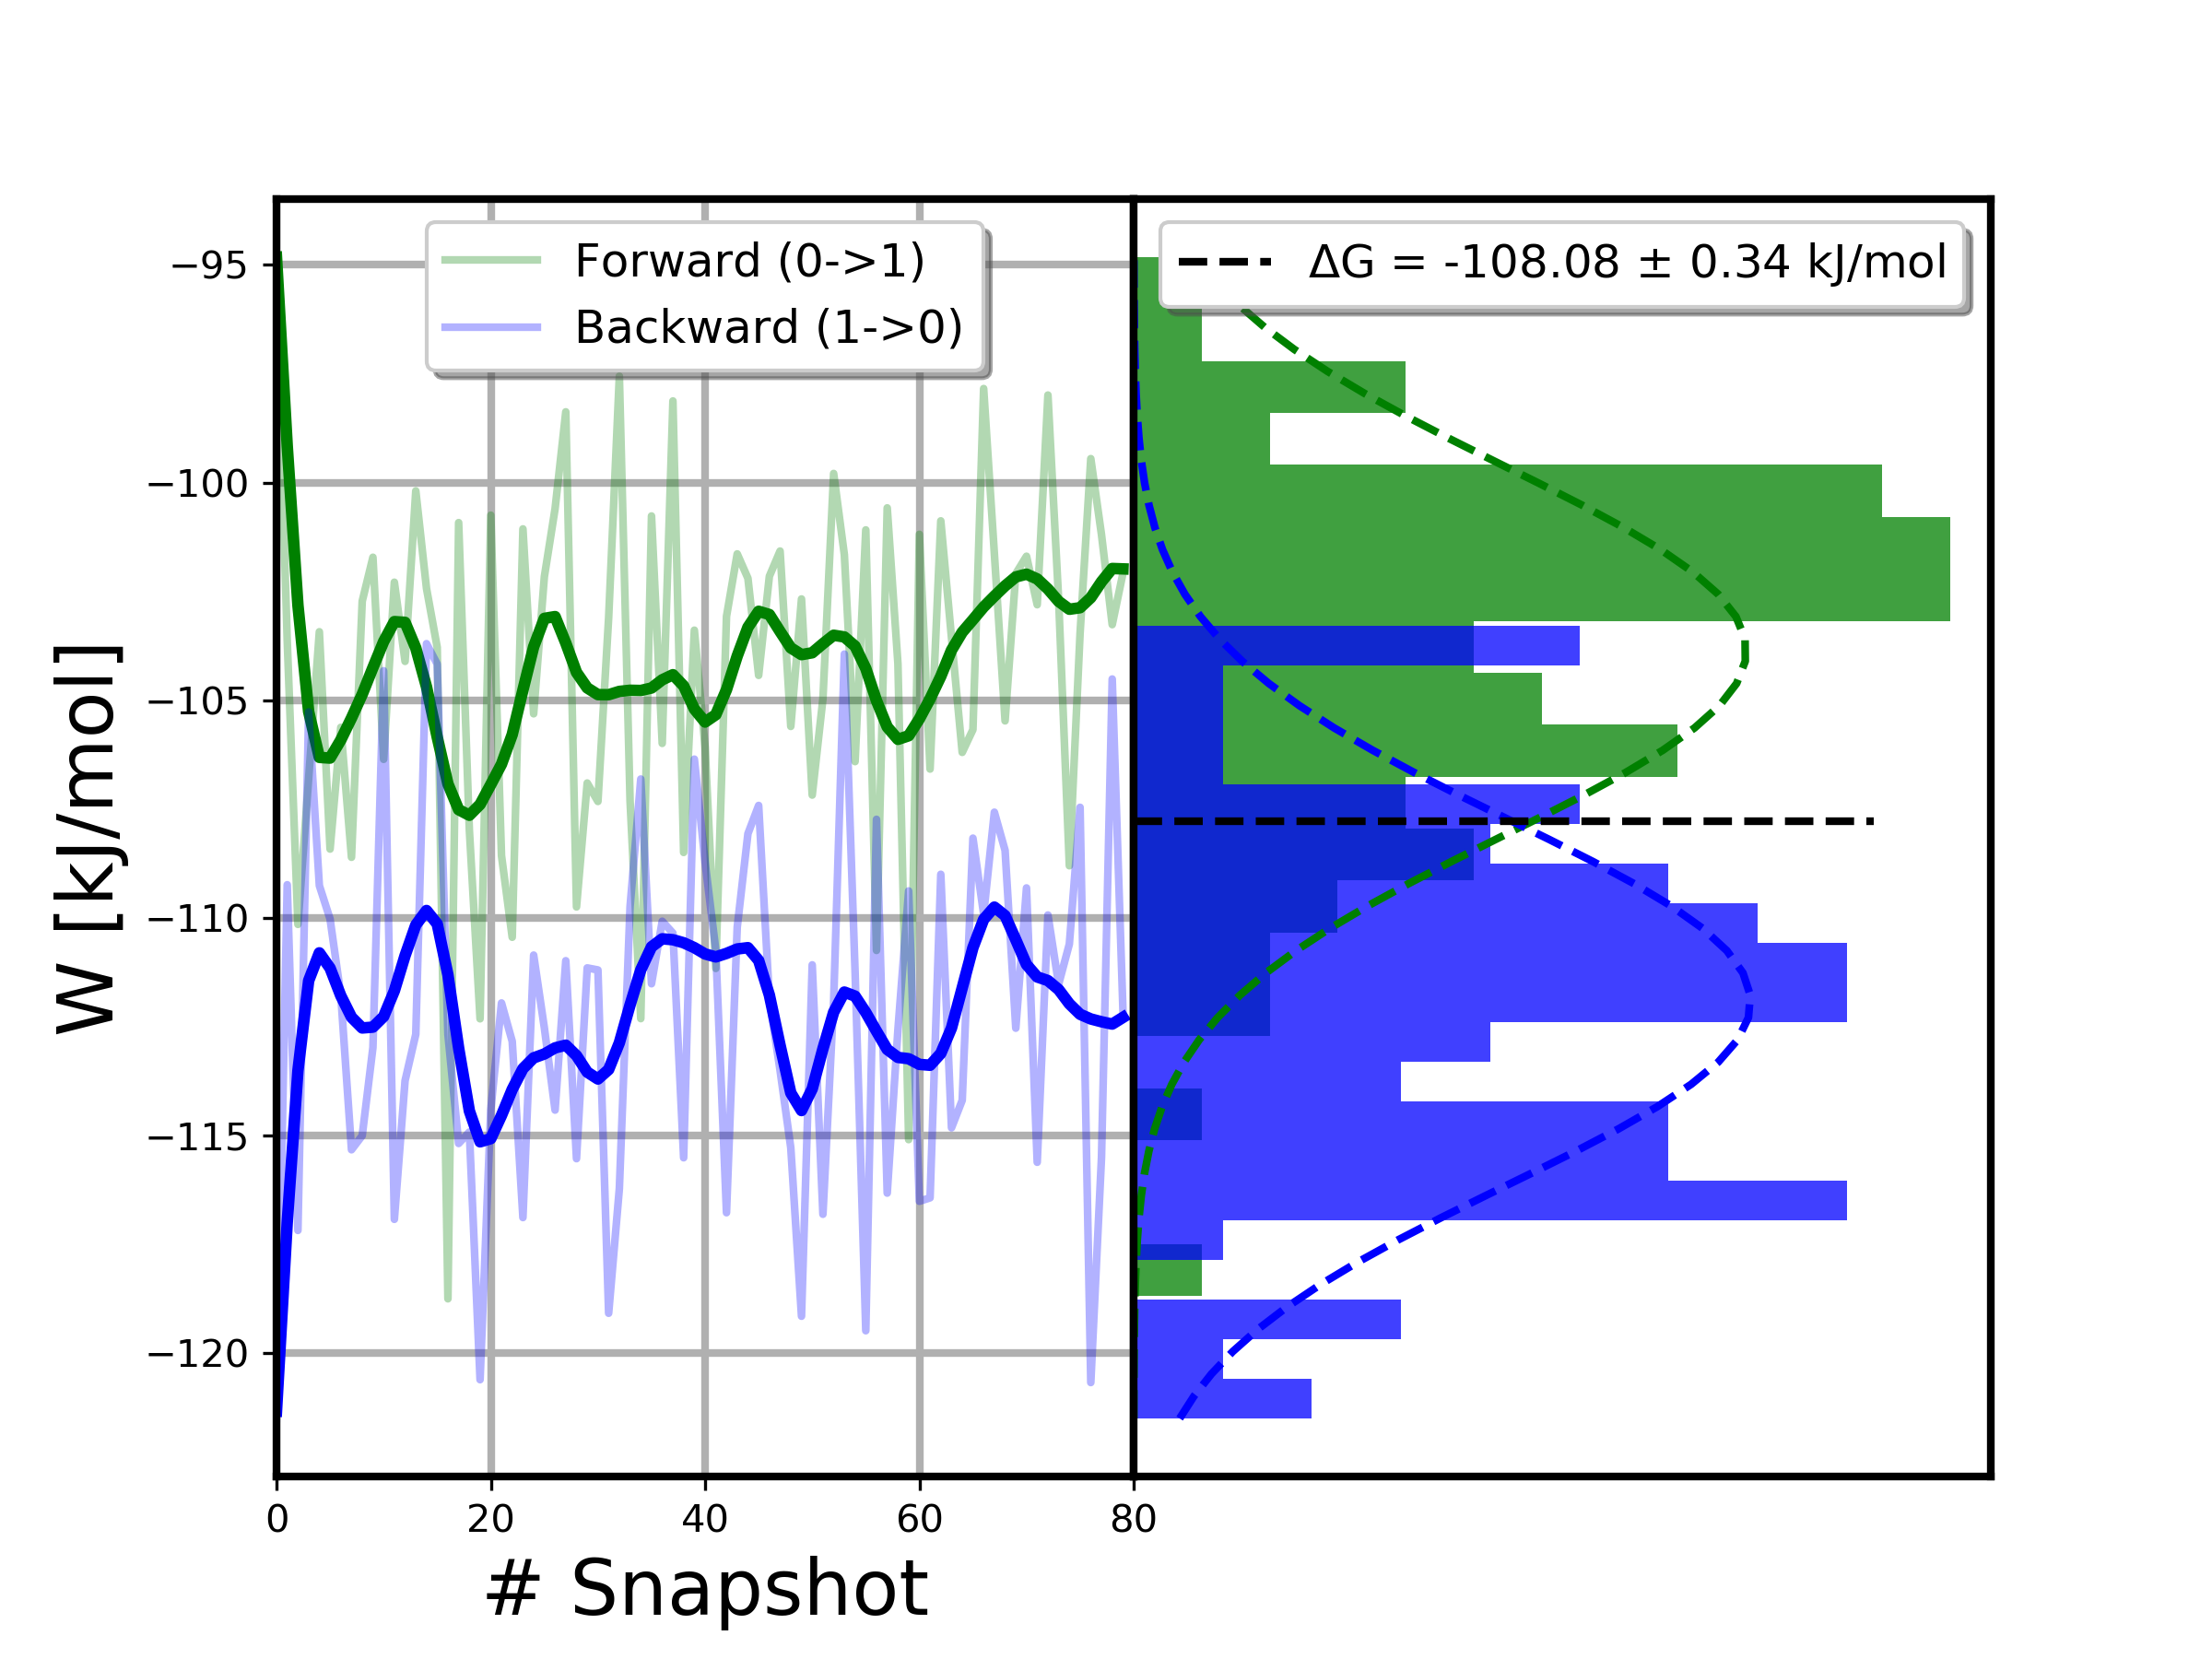 Forward (0->1)
Backward (1->0)
ΔG = -108.08 ± 0.34 kJ/mol
W [kJ/mol]
−95
−100
−105
−110
−115
−120
0 20 40 60 80
# Snapshot